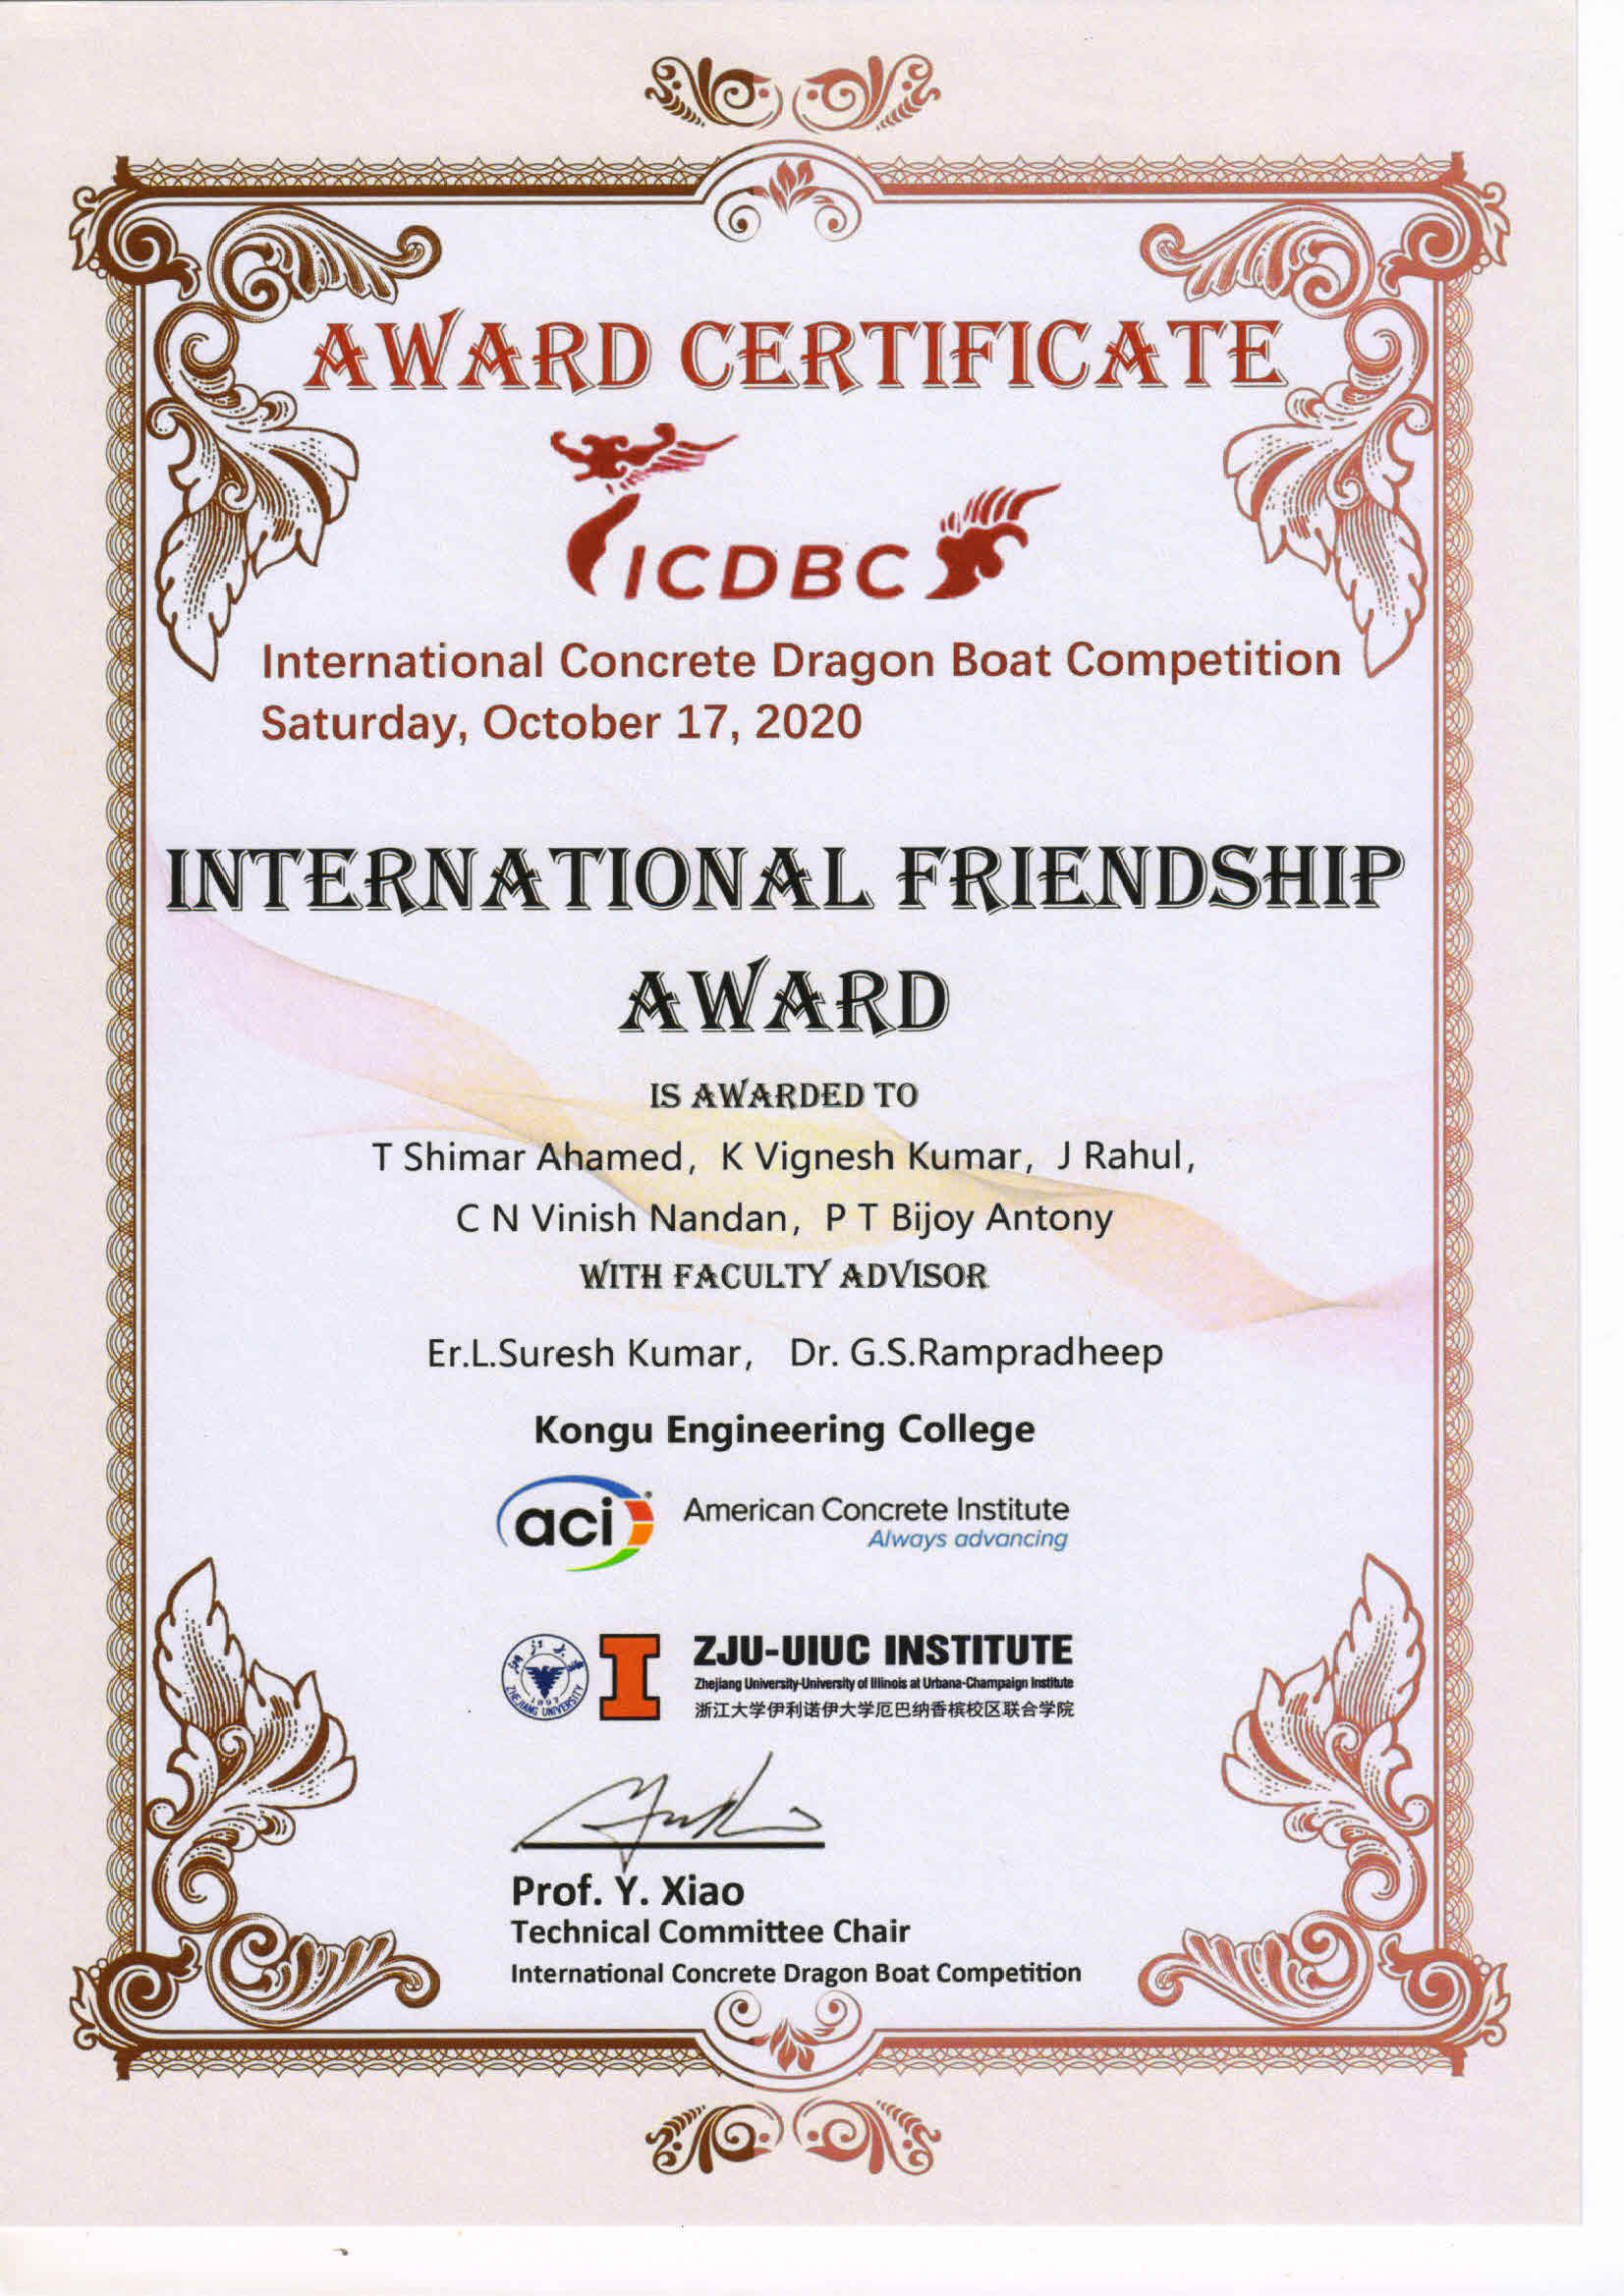 AWARD CERTIFICATE
ICDBC
International Concrete Dragon Boat Competition
Saturday, October 17, 2020
INTERNATIONAL FRIENDSHIP
AWARD
IS AWARDED TO
T Shimar Ahamed, K Vignesh Kumar, J Rahul,
C N Vinish Nandan, P T Bijoy Antony
WITH FACULTY ADVISOR
Er.L.Suresh Kumar, Dr. G.S.Rampradheep
Kongu Engineering College
aci® American Concrete Institute
Always advancing
ZJU-UIUC INSTITUTE
Zhejiang University-University of Illinois at Urbana-Champaign Institute
浙江大学伊利诺伊大学厄巴纳香槟校区联合学院
1897
ZHEJIANG UNIVERSITY
Prof. Y. Xiao
Technical Committee Chair
International Concrete Dragon Boat Competition